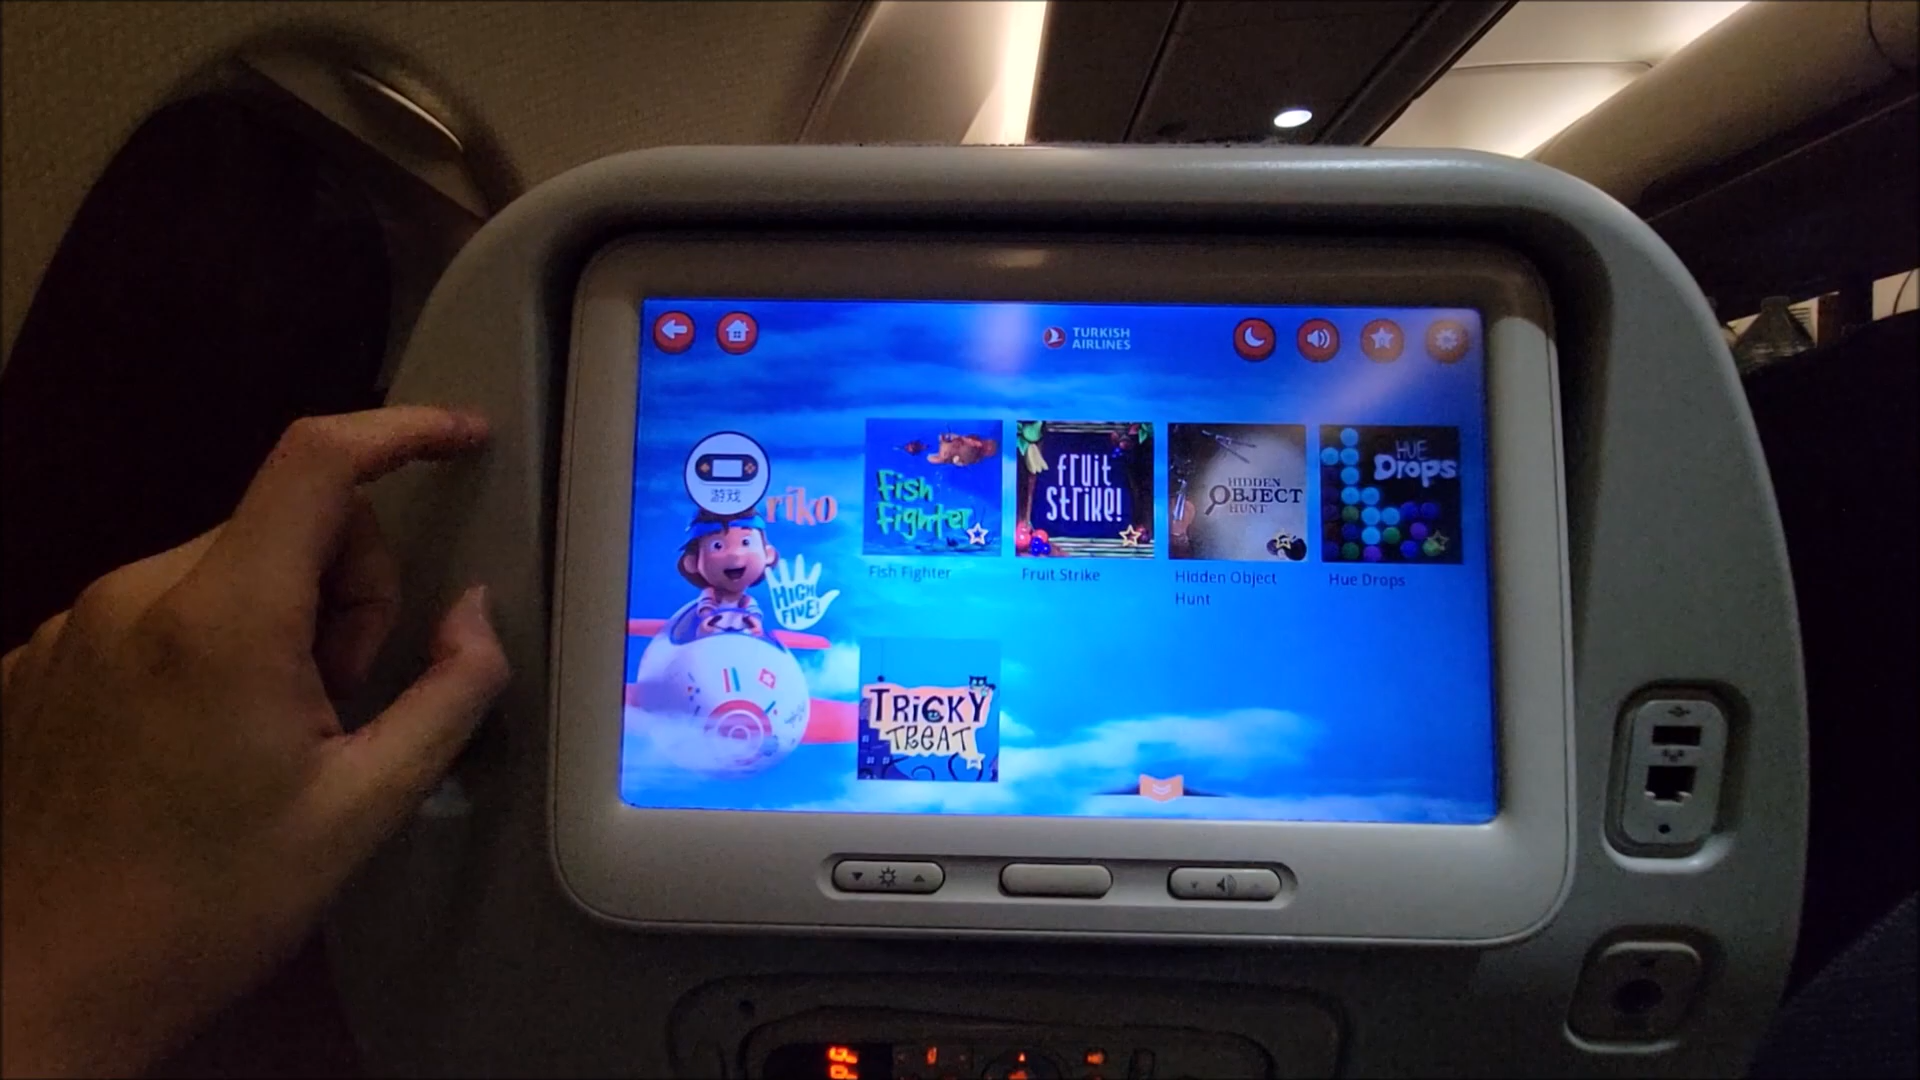 TURKISH
AIRLINES
游戏
riko
HIGH
FIVE!
Fish
Fighter
Fish Fighter
fruit
strike!
Fruit Strike
HIDDEN
OBJECT
HUNT
Hidden Object
Hunt
HUE
Drops
Hue Drops
TRICKY
TREAT